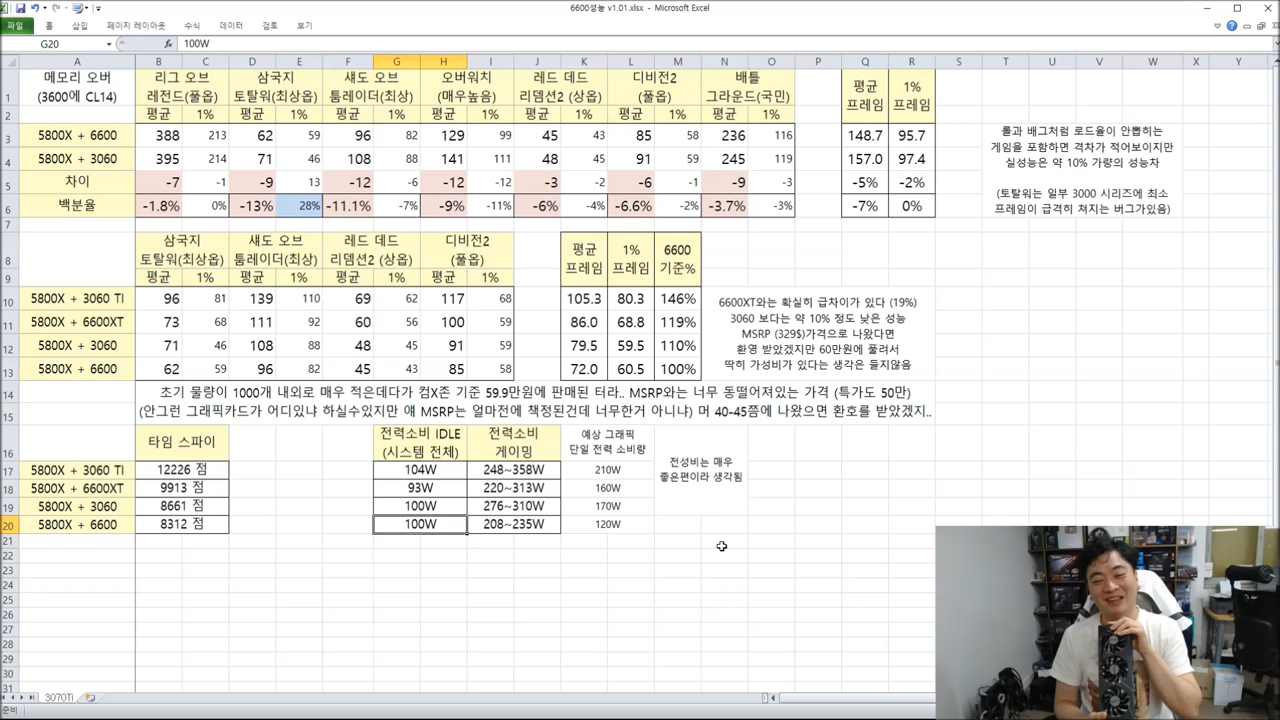 6600성능 v1.01.xlsx - Microsoft Excel
파일 홈 삽입 페이지 레이아웃 수식 데이터 검토 보기
G20 fx 100W
A B C D E F G H I J K L M N O P Q R S T U V W X Y
1 메모리 오버 (3600에 CL14) 리그 오브 레전드(풀옵) 삼국지 토탈워(최상옵) 섀도 오브 툼레이더(최상) 오버워치 (매우높음) 레드 데드 리뎀션2 (상옵) 디비전2 (풀옵) 배틀 그라운드(국민) 평균 프레임 1% 프레임
2 평균 1% 평균 1% 평균 1% 평균 1% 평균 1% 평균 1% 평균 1%
3 5800X + 6600 388 213 62 59 96 82 129 99 45 43 85 58 236 116 148.7 95.7
4 5800X + 3060 395 214 71 46 108 88 141 111 48 45 91 59 245 119 157.0 97.4
5 차이 -7 -1 -9 13 -12 -6 -12 -12 -3 -2 -6 -1 -9 -3 -5% -2%
6 백분율 -1.8% 0% -13% 28% -11.1% -7% -9% -11% -6% -4% -6.6% -2% -3.7% -3% -7% 0%
롤과 배그처럼 로드율이 안뽑히는
게임을 포함하면 격차가 적어보이지만
실성능은 약 10% 가량의 성능차
(토탈워는 일부 3000 시리즈에 최소
프레임이 급격히 쳐지는 버그가있음)
7
8 삼국지 토탈워(최상옵) 섀도 오브 툼레이더(최상) 레드 데드 리뎀션2 (상옵) 디비전2 (풀옵) 평균 프레임 1% 프레임 6600 기준%
9 평균 1% 평균 1% 평균 1% 평균 1%
10 5800X + 3060 TI 96 81 139 110 69 62 117 68 105.3 80.3 146%
11 5800X + 6600XT 73 68 111 92 60 56 100 59 86.0 68.8 119%
12 5800X + 3060 71 46 108 88 48 45 91 59 79.5 59.5 110%
13 5800X + 6600 62 59 96 82 45 43 85 58 72.0 60.5 100%
6600XT와는 확실히 급차이가 있다 (19%)
3060 보다는 약 10% 정도 낮은 성능
MSRP (329$)가격으로 나왔다면
환영 받았겠지만 60만원에 풀려서
딱히 가성비가 있다는 생각은 들지않음
14 초기 물량이 1000개 내외로 매우 적은데다가 컴X존 기준 59.9만원에 판매된 터라.. MSRP와는 너무 동떨어져있는 가격 (특가도 50만)
15 (안그런 그래픽카드가 어디있냐 하실수있지만 얘 MSRP는 얼마전에 책정된건데 너무한거 아니냐) 머 40-45쯤에 나왔으면 환호를 받았겠지..
16 타임 스파이 전력소비 IDLE (시스템 전체) 전력소비 게이밍 예상 그래픽 단일 전력 소비량
17 5800X + 3060 TI 12226 점 104W 248~358W 210W
18 5800X + 6600XT 9913 점 93W 220~313W 160W
19 5800X + 3060 8661 점 100W 276~310W 170W
20 5800X + 6600 8312 점 100W 208~235W 120W
전성비는 매우
좋은편이라 생각됨
21
22
23
24
25
26
27
28
29
30
31
3070Ti
준비